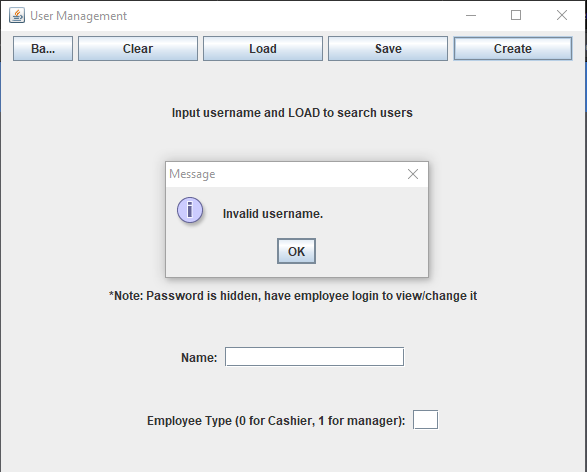 User Management
Ba... Clear Load Save Create
Input username and LOAD to search users
Message
i Invalid username.
OK
*Note: Password is hidden, have employee login to view/change it
Name:
Employee Type (0 for Cashier, 1 for manager):